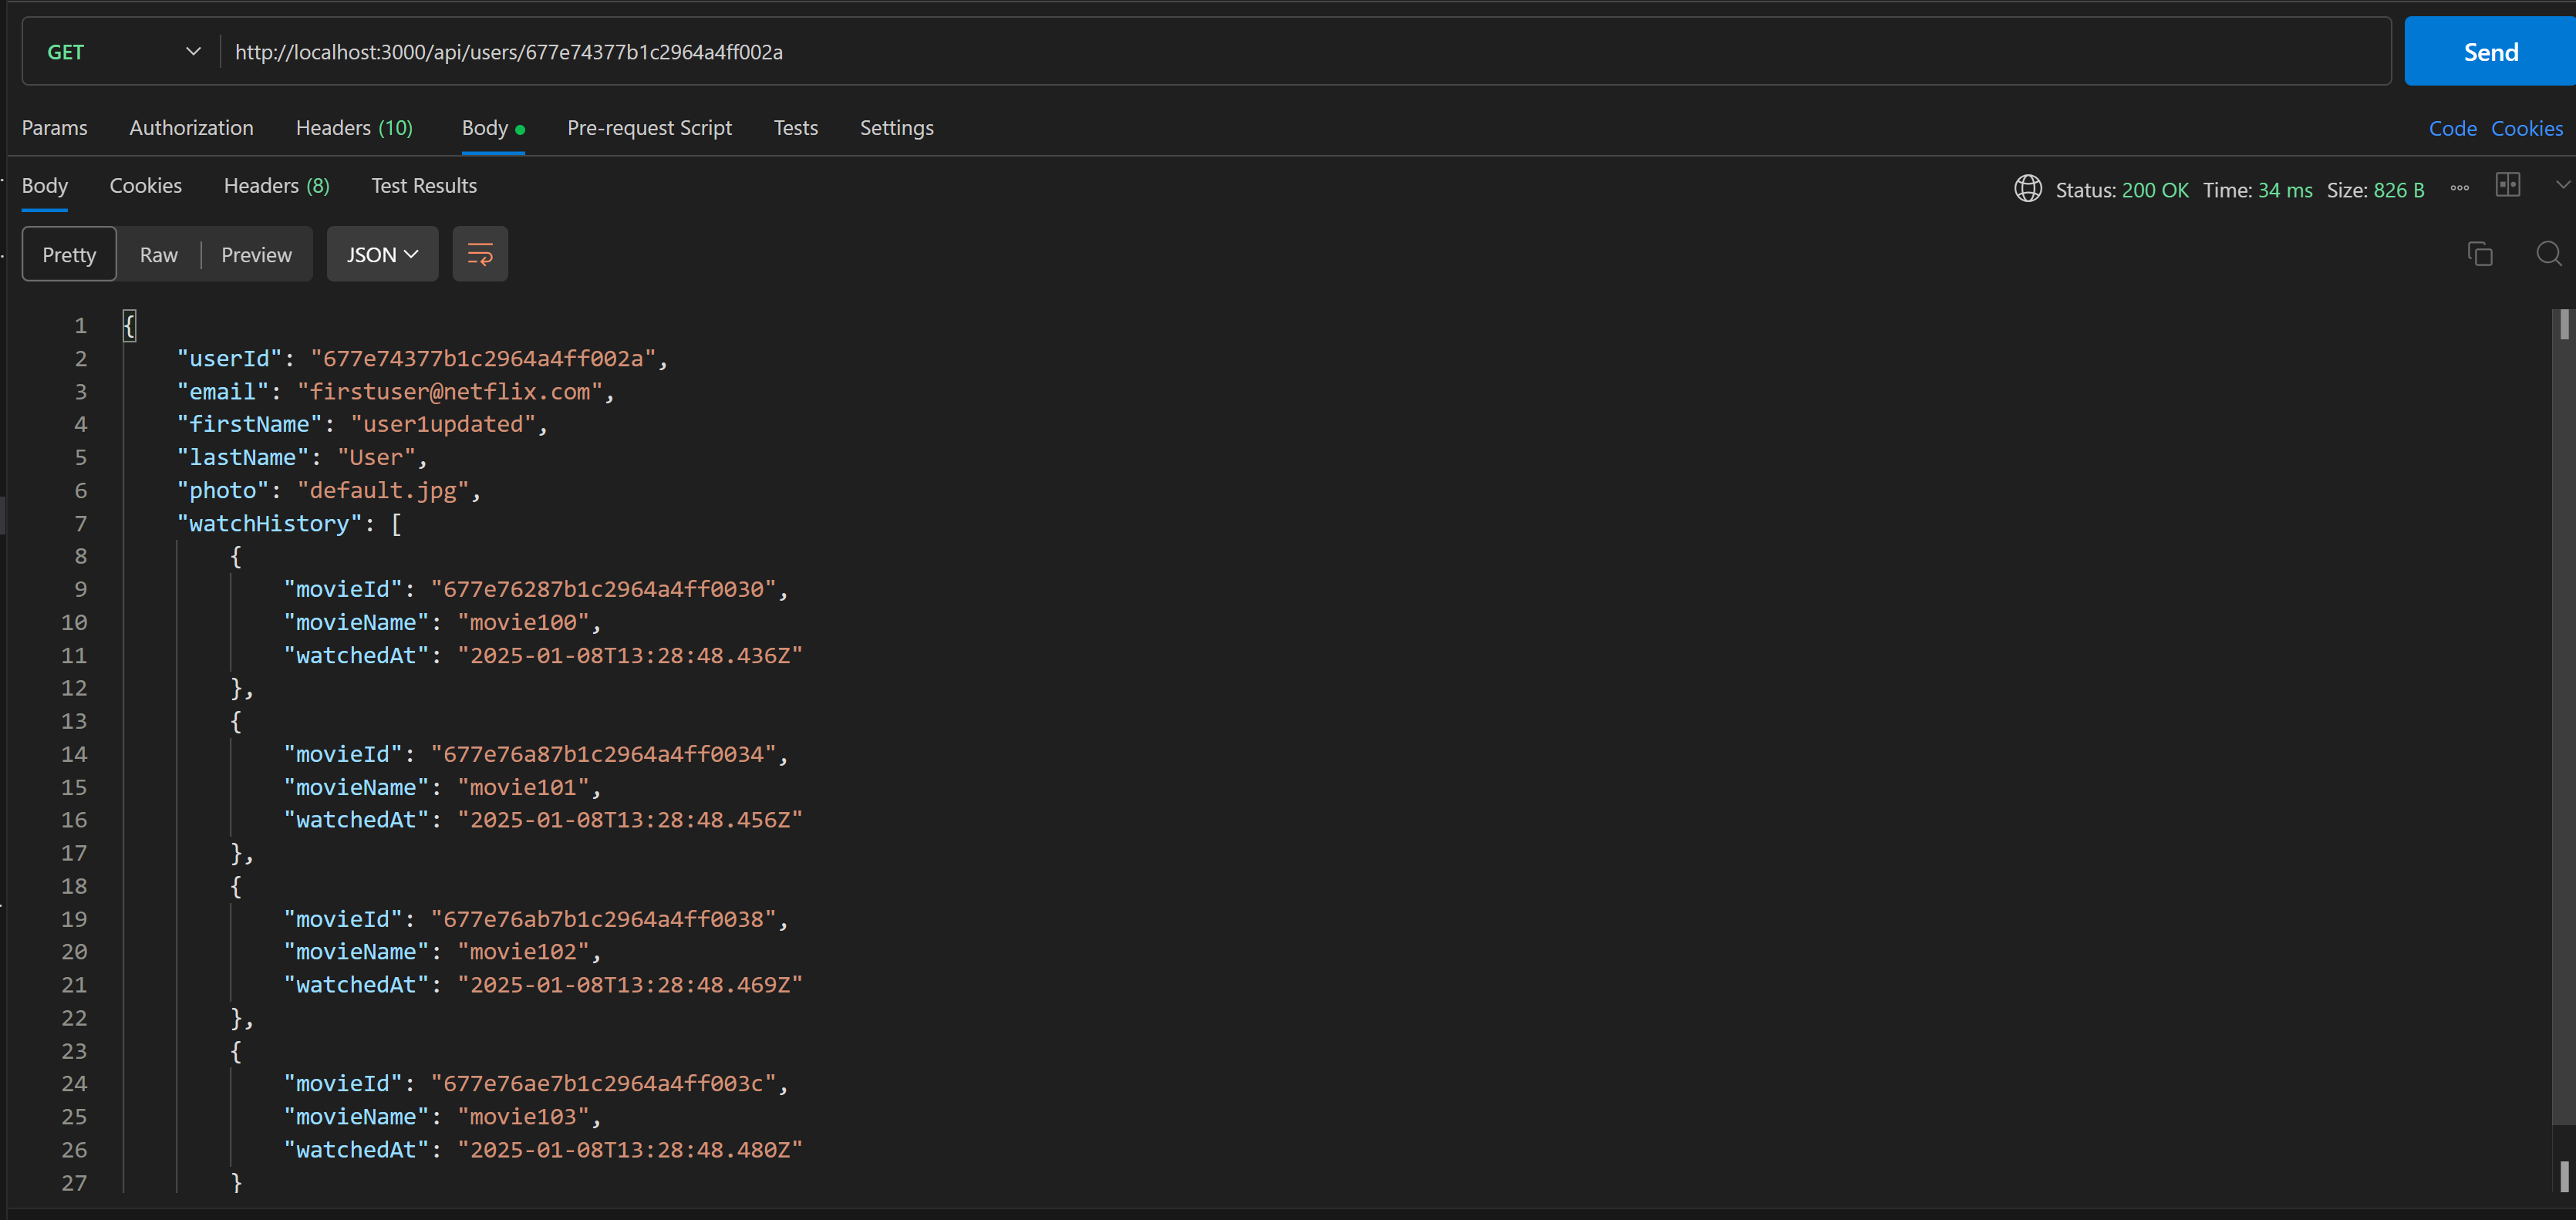 GET http://localhost:3000/api/users/677e74377b1c2964a4ff002a Send
Params Authorization Headers (10) Body Pre-request Script Tests Settings Code Cookies
Body Cookies Headers (8) Test Results Status: 200 OK Time: 34 ms Size: 826 B
Pretty Raw Preview JSON
1 {
2 "userId": "677e74377b1c2964a4ff002a",
3 "email": "firstuser@netflix.com",
4 "firstName": "user1updated",
5 "lastName": "User",
6 "photo": "default.jpg",
7 "watchHistory": [
8 {
9 "movieId": "677e76287b1c2964a4ff0030",
10 "movieName": "movie100",
11 "watchedAt": "2025-01-08T13:28:48.436Z"
12 },
13 {
14 "movieId": "677e76a87b1c2964a4ff0034",
15 "movieName": "movie101",
16 "watchedAt": "2025-01-08T13:28:48.456Z"
17 },
18 {
19 "movieId": "677e76ab7b1c2964a4ff0038",
20 "movieName": "movie102",
21 "watchedAt": "2025-01-08T13:28:48.469Z"
22 },
23 {
24 "movieId": "677e76ae7b1c2964a4ff003c",
25 "movieName": "movie103",
26 "watchedAt": "2025-01-08T13:28:48.480Z"
27 }